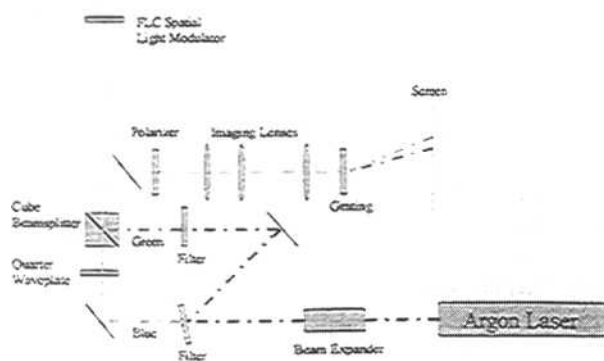 FLC Spatial
Light Modulator
Screen
Polarizer
Imaging Lenses
Grating
Cube
Beamsplitter
Green
Filter
Quarter
Waveplate
Blue
Filter
Beam Expander
Argon Laser